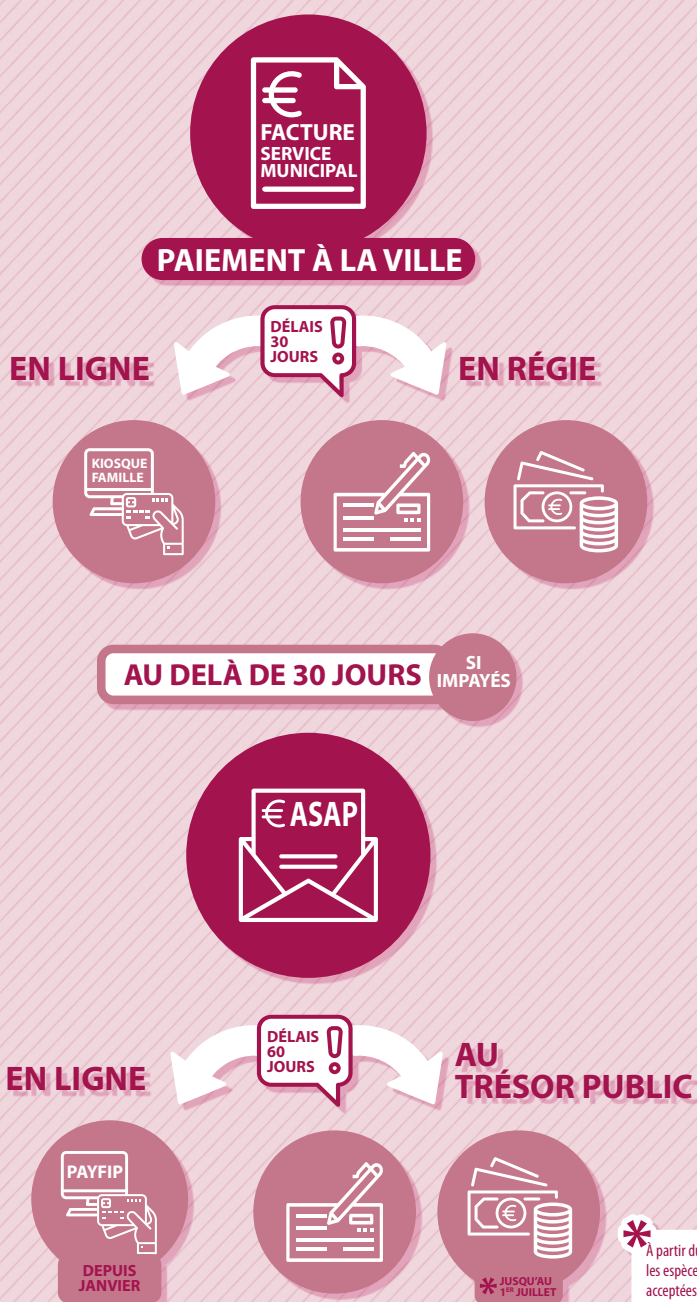 €
FACTURE
SERVICE
MUNICIPAL
PAIEMENT À LA VILLE
DÉLAIS
30
JOURS !
EN LIGNE
EN RÉGIE
KIOSQUE
FAMILLE
€
AU DELÀ DE 30 JOURS
SI
IMPAYÉS
€ ASAP
DÉLAIS
60
JOURS !
EN LIGNE
AU
TRÉSOR PUBLIC
PAYFIP
€
DEPUIS
JANVIER
* JUSQU'AU
1ER JUILLET
* À partir du
les espèce
acceptées